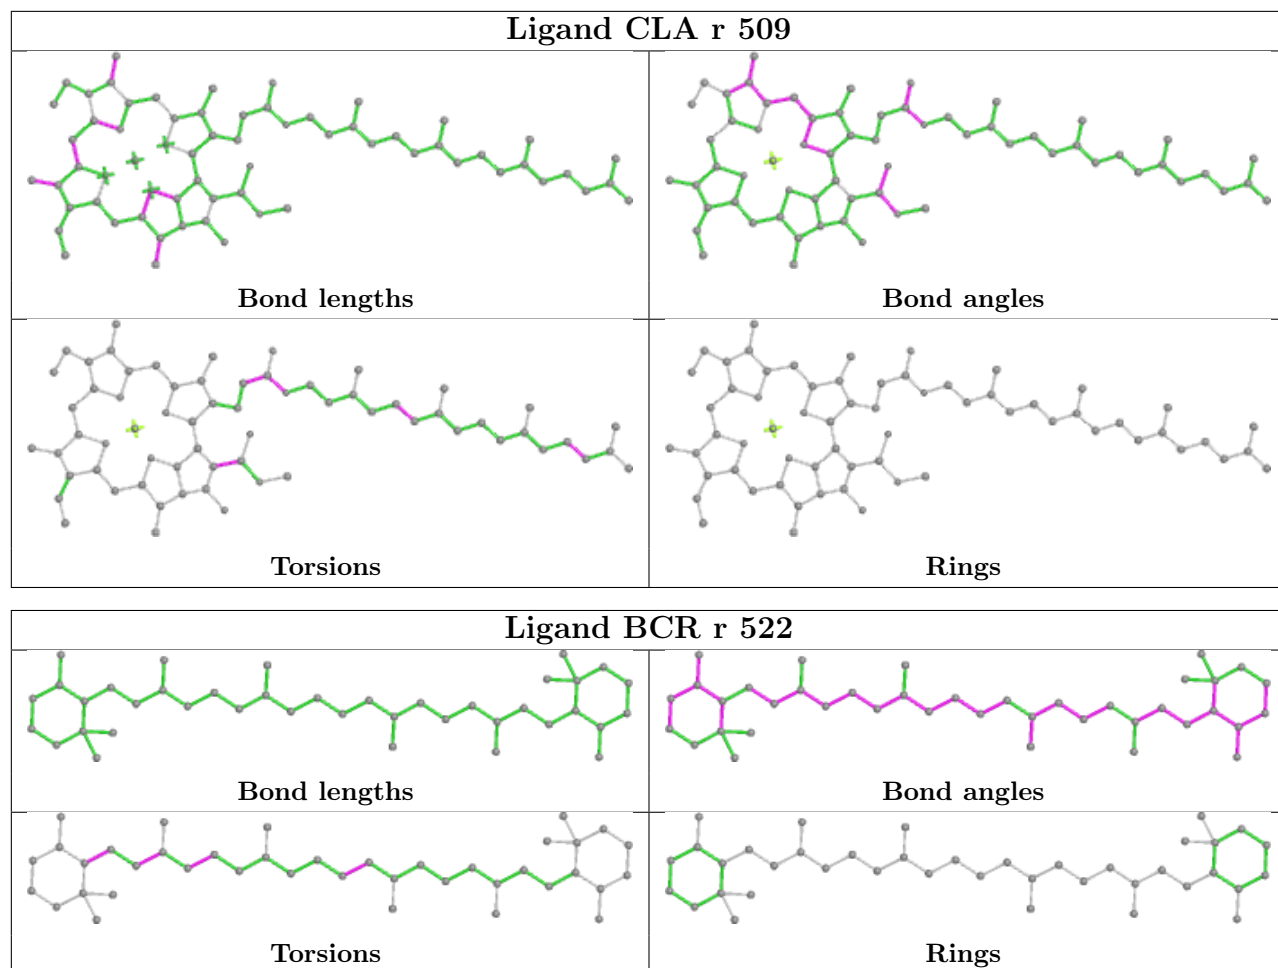 Ligand CLA r 509
Bond lengths
Bond angles
Torsions
Rings
Ligand BCR r 522
Bond lengths
Bond angles
Torsions
Rings